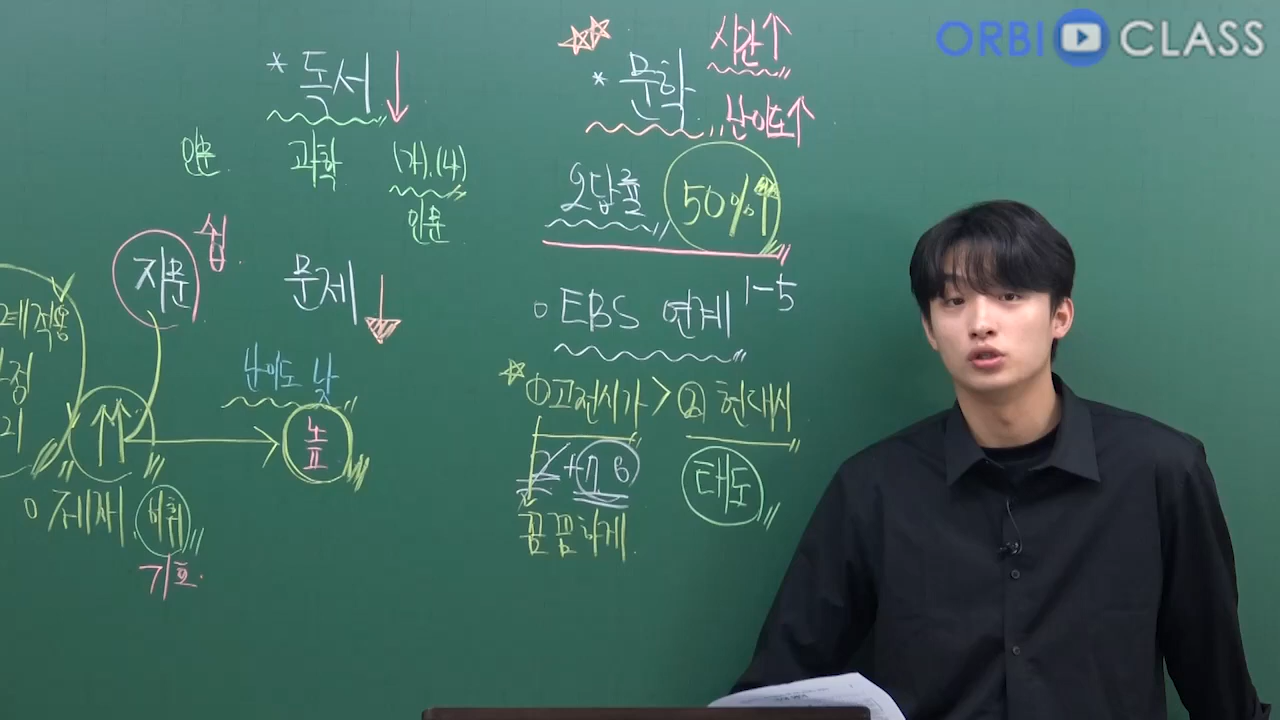 ORBI CLASS
* 독서 ↓
인문 과학 (가),(나)
인문
지문 쉽
문제 ↓
난이도 낮
제재 어휘
기호
* 문학 시간↑
난이도↑
오답률 50%↑
EBS 연계 1-5
①고전시가 > ② 현대시
태도
꼼꼼하게